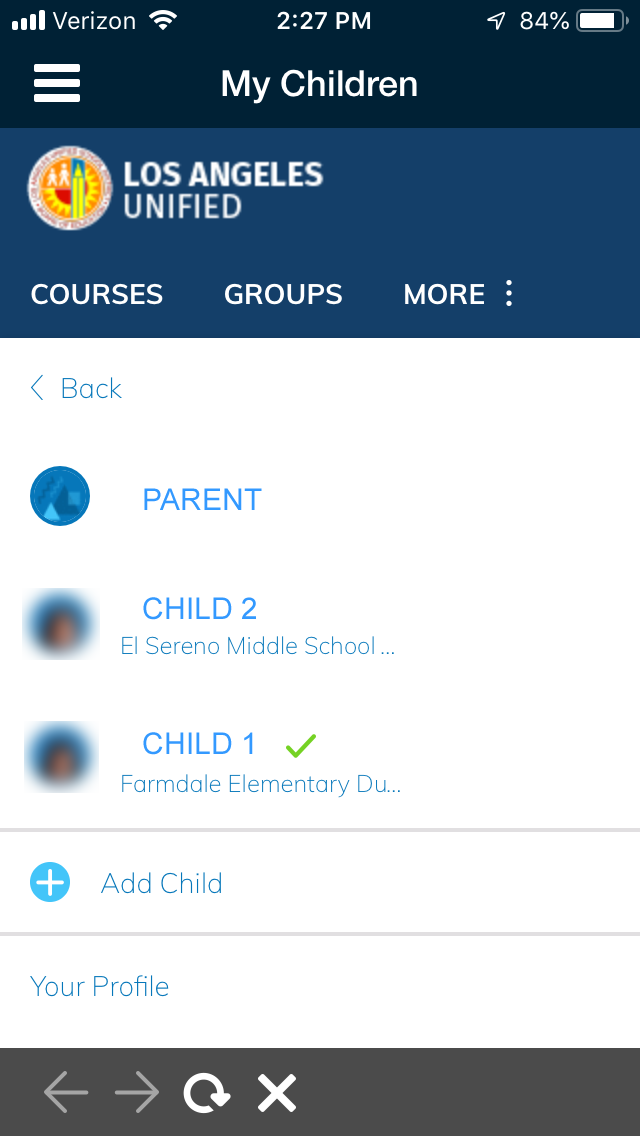 Verizon 2:27 PM 84%
My Children
LOS ANGELES
UNIFIED
COURSES GROUPS MORE
Back
PARENT
CHILD 2
El Sereno Middle School ...
CHILD 1
Farmdale Elementary Du...
Add Child
Your Profile